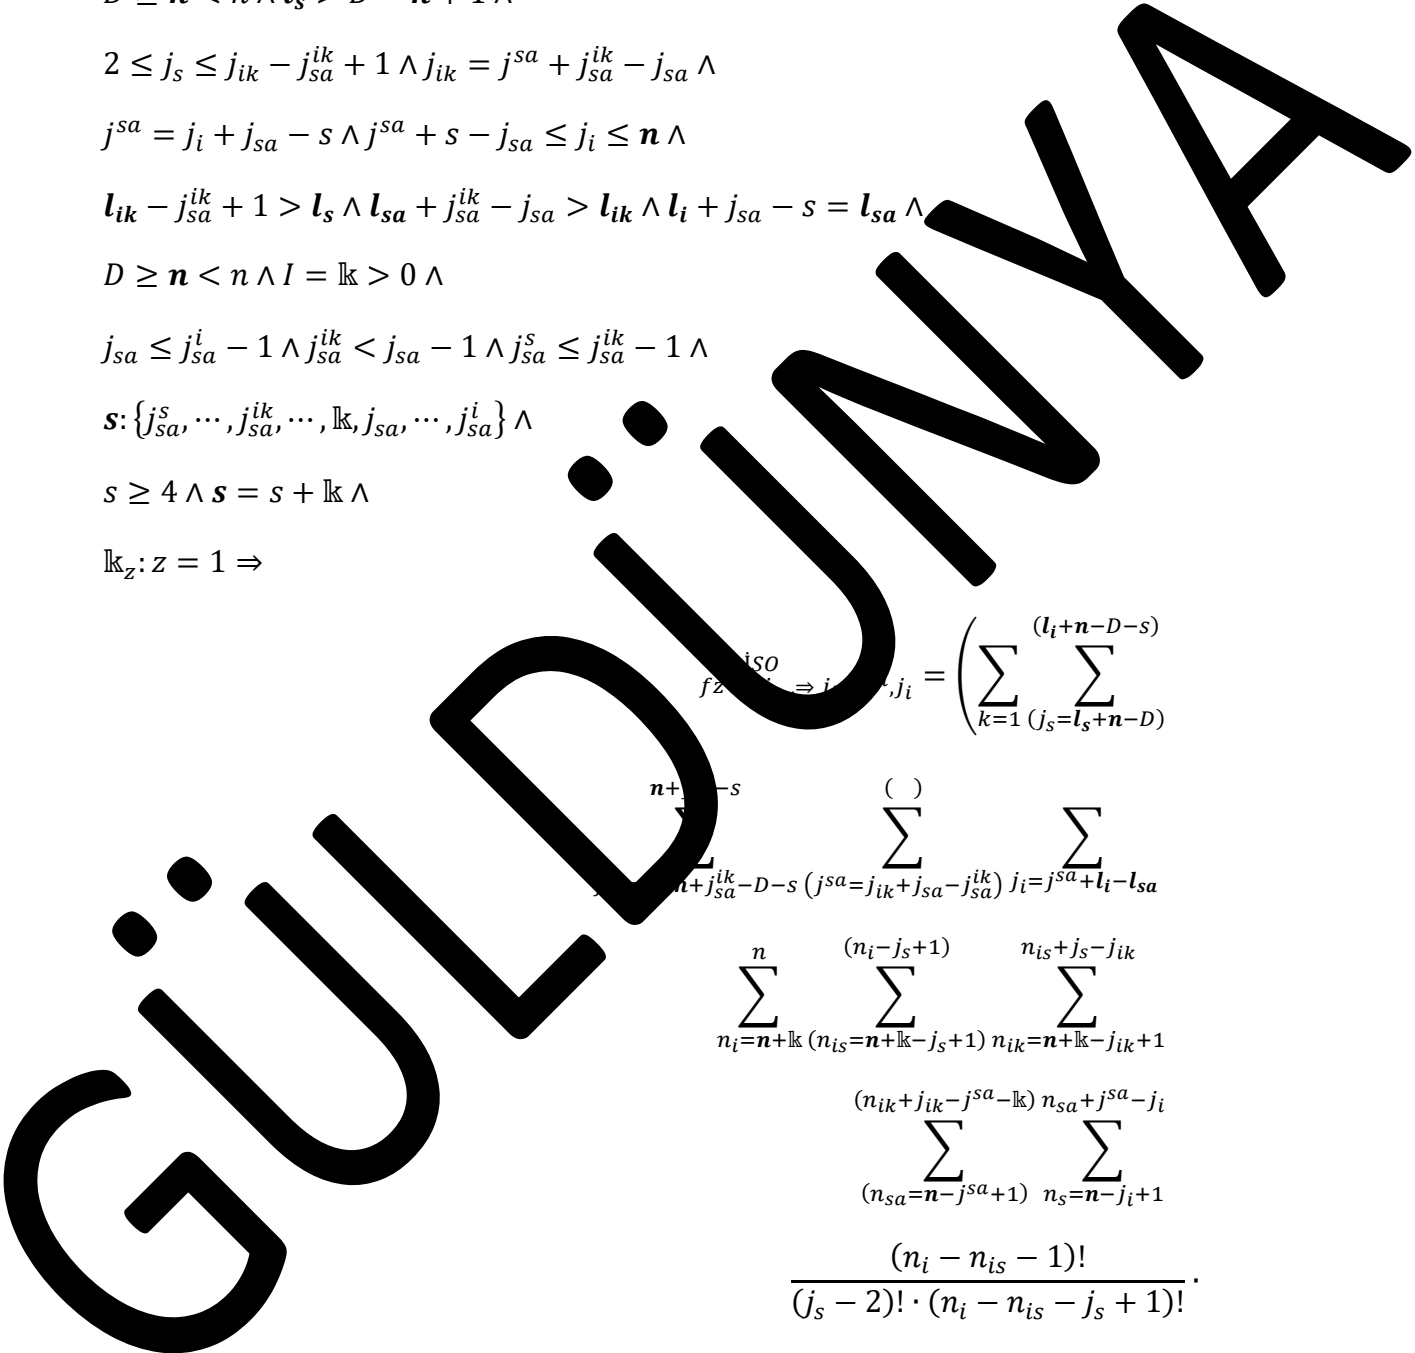 2 ≤ j_s ≤ j_{ik} − j_{sa}^{ik} + 1 ∧ j_{ik} = j^{sa} + j_{sa}^{ik} − j_{sa} ∧
j^{sa} = j_i + j_{sa} − s ∧ j^{sa} + s − j_{sa} ≤ j_i ≤ n ∧
l_{ik} − j_{sa}^{ik} + 1 > l_s ∧ l_{sa} + j_{sa}^{ik} − j_{sa} > l_{ik} ∧ l_i + j_{sa} − s = l_{sa} ∧
D ≥ n < n ∧ I = 𝕜 > 0 ∧
j_{sa} ≤ j_{sa}^{i} − 1 ∧ j_{sa}^{ik} < j_{sa} − 1 ∧ j_{sa}^{s} ≤ j_{sa}^{ik} − 1 ∧
s: {j_{sa}^{s}, ⋯, j_{sa}^{ik}, ⋯, 𝕜, j_{sa}, ⋯, j_{sa}^{i}} ∧
s ≥ 4 ∧ s = s + 𝕜 ∧
𝕜_z: z = 1 ⇒
,j_i = ( ∑_{k=1} ∑_{(j_s=l_s+n−D)}^{(l_i+n−D−s)}
∑ ∑_{(j^{sa}=j_{ik}+j_{sa}−j_{sa}^{ik})}^{( )} ∑_{j_i=j^{sa}+l_i−l_{sa}}
∑_{n_i=n+𝕜}^{n} ∑_{(n_{is}=n+𝕜−j_s+1)}^{(n_i−j_s+1)} ∑_{n_{ik}=n+𝕜−j_{ik}+1}^{n_{is}+j_s−j_{ik}}
∑_{(n_{sa}=n−j^{sa}+1)}^{(n_{ik}+j_{ik}−j^{sa}−𝕜)} ∑_{n_s=n−j_i+1}^{n_{sa}+j^{sa}−j_i}
(n_i − n_{is} − 1)!
(j_s − 2)! · (n_i − n_{is} − j_s + 1)! ·
GÜLDÜNYA